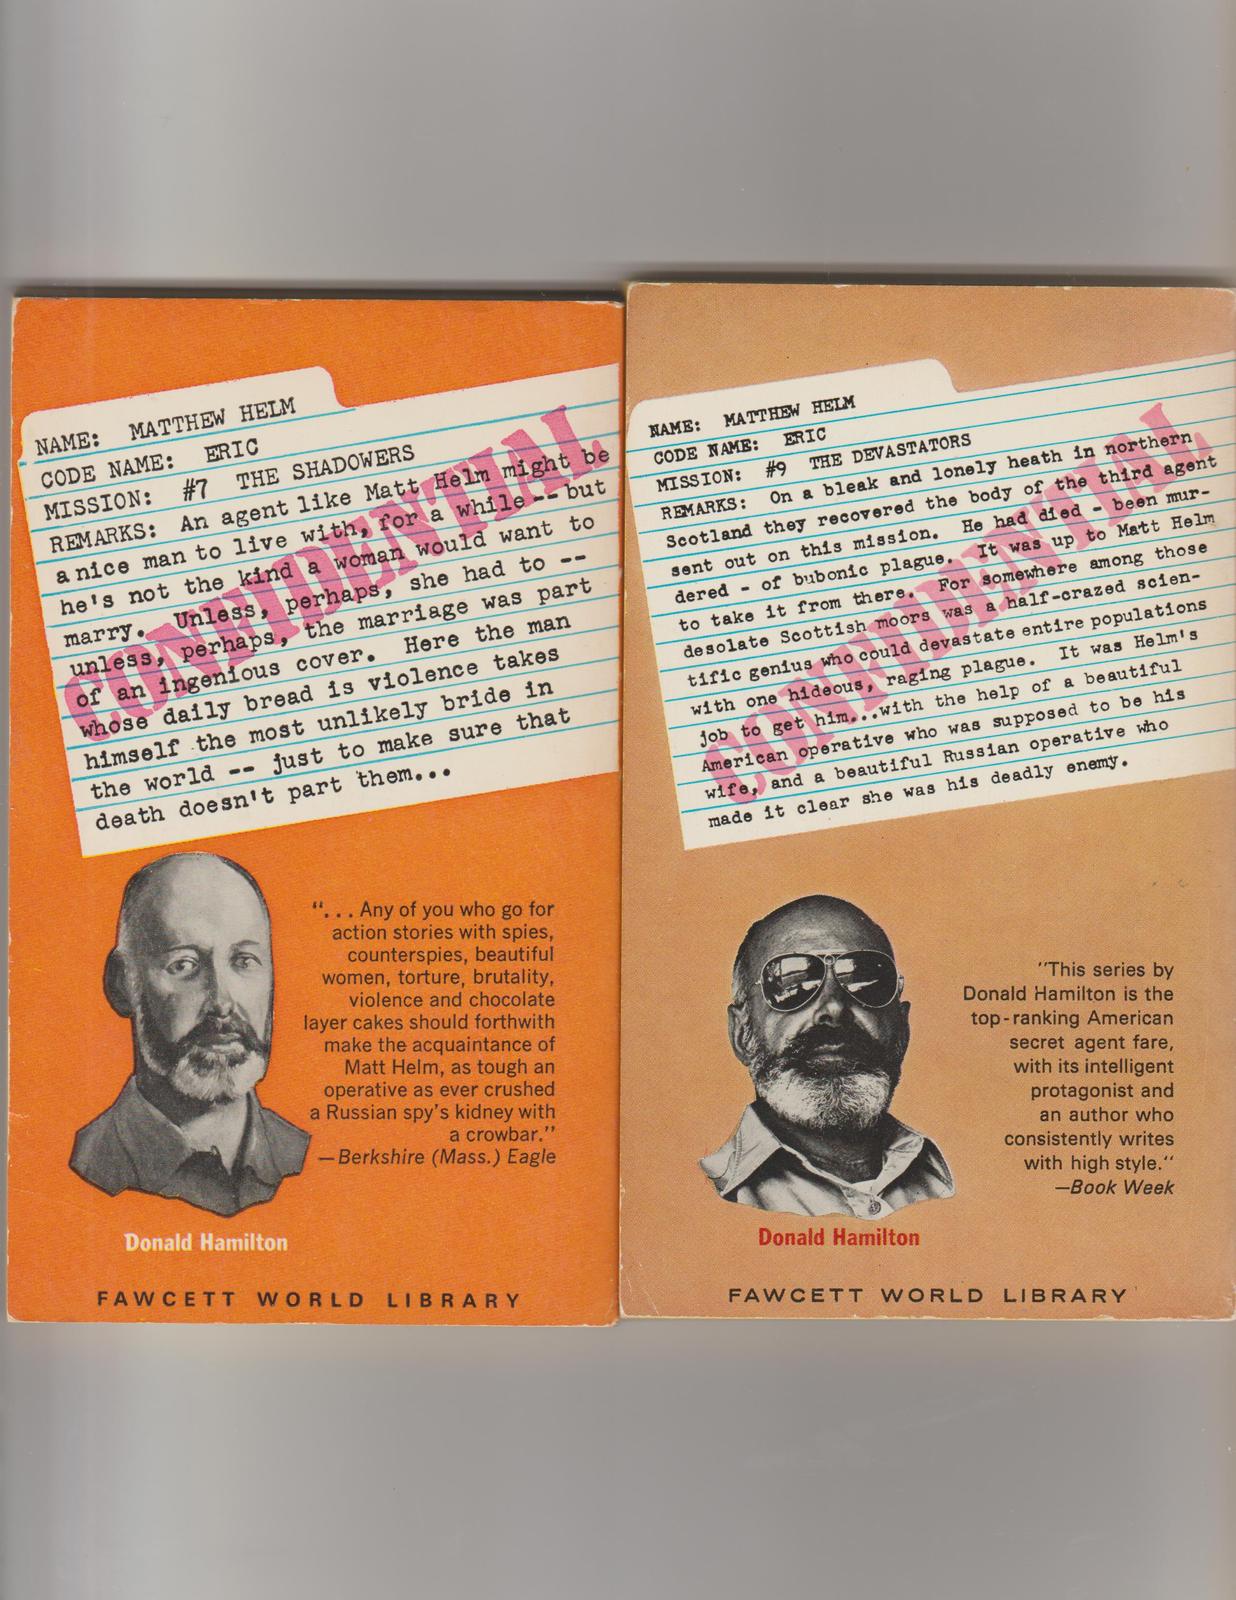 NAME: MATTHEW HELM
CODE NAME: ERIC
MISSION: #7 THE SHADOWERS
REMARKS: An agent like Matt Helm might be
a nice man to live with, for a while -- but
he's not the kind a woman would want to
marry. Unless, perhaps, she had to --
unless, perhaps, the marriage was part
of an ingenious cover. Here the man
whose daily bread is violence takes
himself the most unlikely bride in
the world -- just to make sure that
death doesn't part them...
CONFIDENTIAL
“... Any of you who go for
action stories with spies,
counterspies, beautiful
women, torture, brutality,
violence and chocolate
layer cakes should forthwith
make the acquaintance of
Matt Helm, as tough an
operative as ever crushed
a Russian spy's kidney with
a crowbar.”
—Berkshire (Mass.) Eagle
Donald Hamilton
FAWCETT WORLD LIBRARY
NAME: MATTHEW HELM
CODE NAME: ERIC
MISSION: #9 THE DEVASTATORS
REMARKS: On a bleak and lonely heath in northern
Scotland they recovered the body of the third agent
sent out on this mission. He had died - been mur-
dered - of bubonic plague. It was up to Matt Helm
to take it from there. For somewhere among those
desolate Scottish moors was a half-crazed scien-
tific genius who could devastate entire populations
with one hideous, raging plague. It was Helm's
job to get him...with the help of a beautiful
American operative who was supposed to be his
wife, and a beautiful Russian operative who
made it clear she was his deadly enemy.
CONFIDENTIAL
"This series by
Donald Hamilton is the
top-ranking American
secret agent fare,
with its intelligent
protagonist and
an author who
consistently writes
with high style."
—Book Week
Donald Hamilton
FAWCETT WORLD LIBRARY